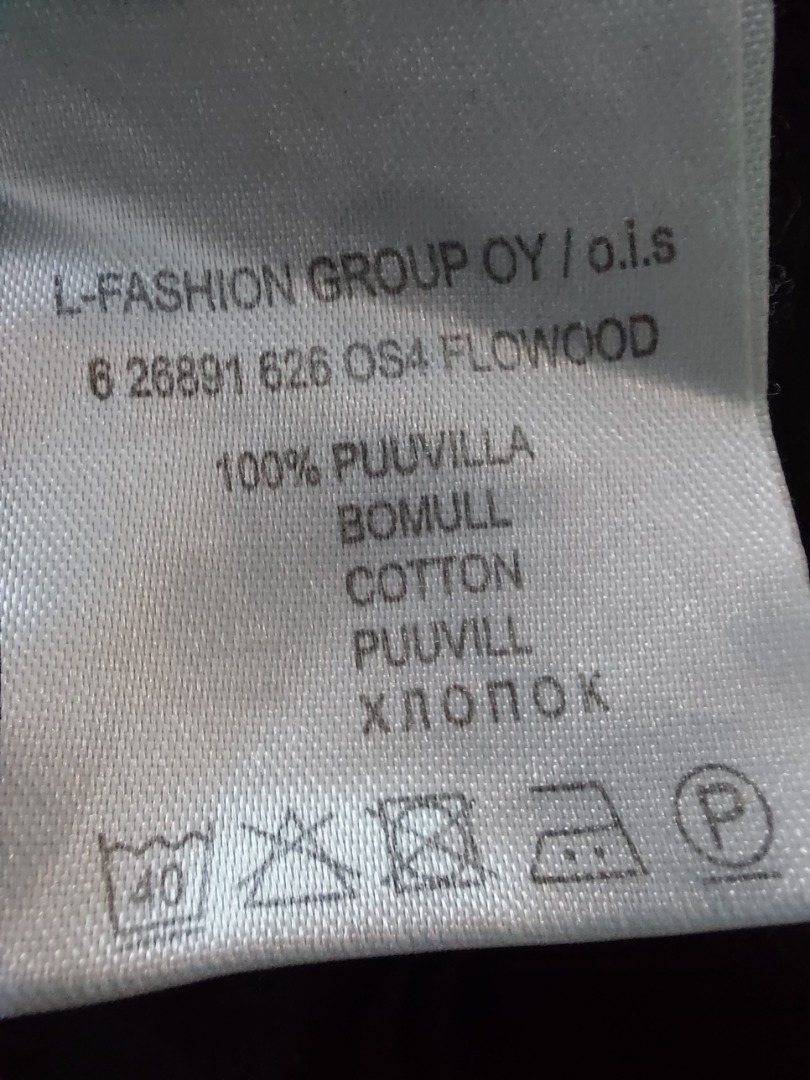 L-FASHION GROUP OY / o.i.s
6 26891 626 OS4 FLOWOOD
100% PUUVILLA
BOMULL
COTTON
PUUVILL
ХЛОПОК
40 P